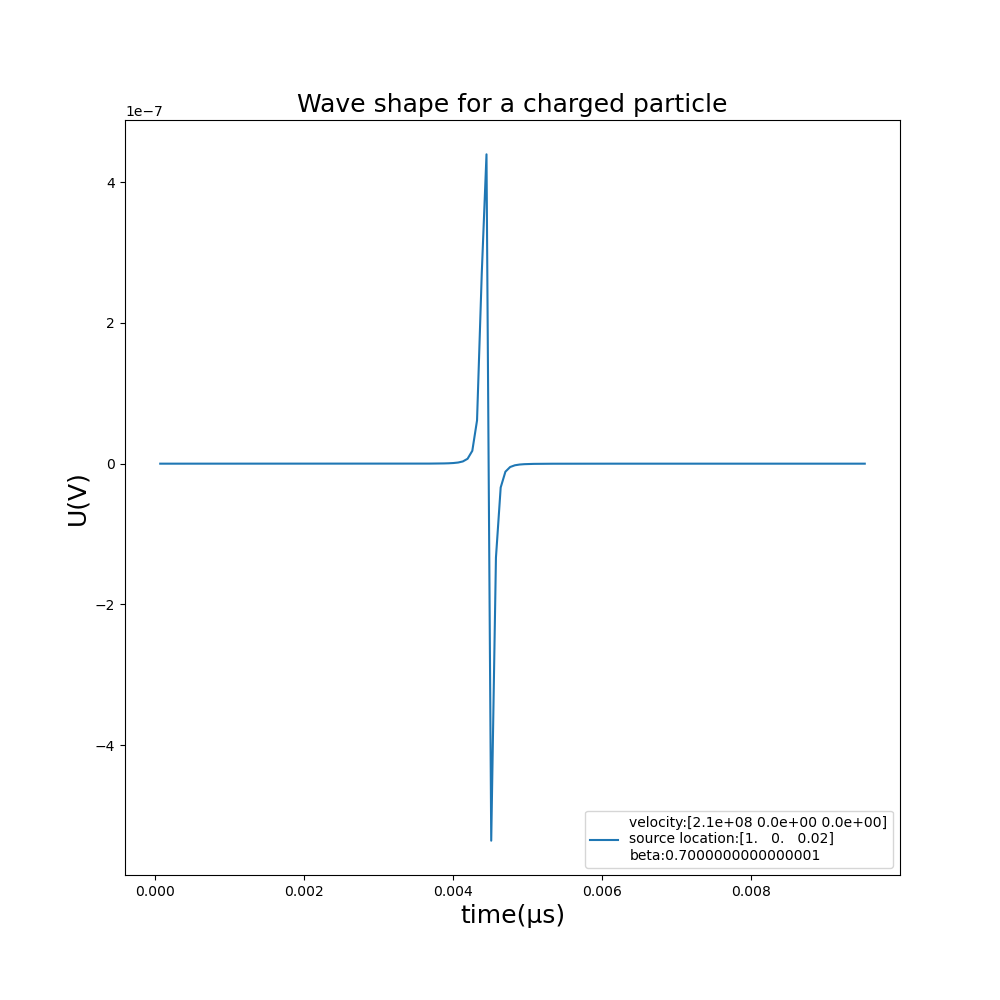 Wave shape for a charged particle
1e−7
4
2
0
−2
−4
U(V)
0.000 0.002 0.004 0.006 0.008
time(μs)
velocity:[2.1e+08 0.0e+00 0.0e+00]
source location:[1.   0.   0.02]
beta:0.7000000000000001